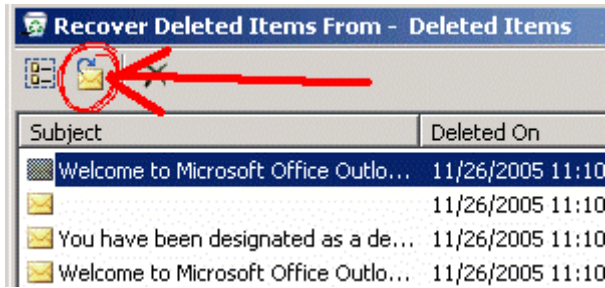 Recover Deleted Items From - Deleted Items
Subject Deleted On
Welcome to Microsoft Office Outlo... 11/26/2005 11:10
11/26/2005 11:10
You have been designated as a de... 11/26/2005 11:10
Welcome to Microsoft Office Outlo... 11/26/2005 11:10